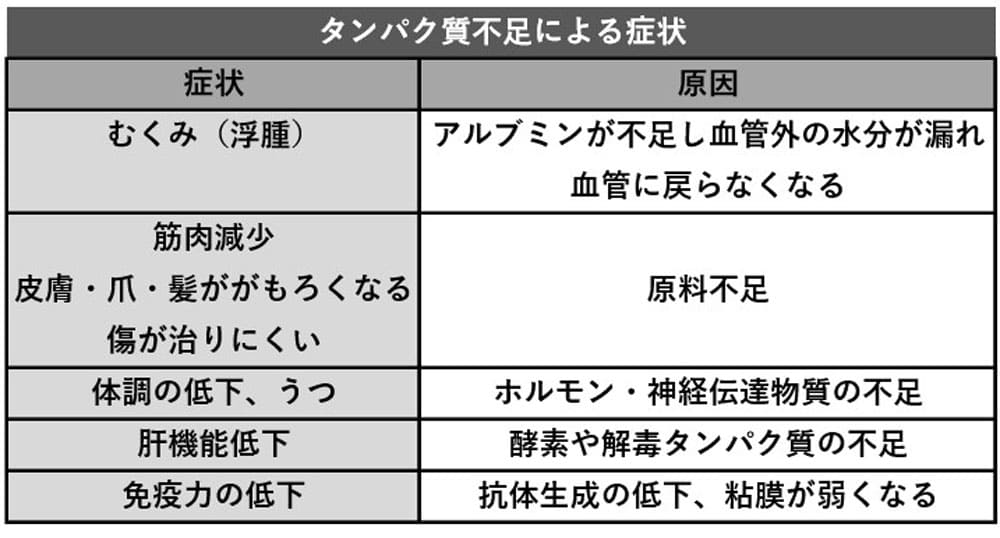 タンパク質不足による症状
症状
原因
むくみ（浮腫）
アルブミンが不足し血管外の水分が漏れ
血管に戻らなくなる
筋肉減少
皮膚・爪・髪ががもろくなる
傷が治りにくい
原料不足
体調の低下、うつ
ホルモン・神経伝達物質の不足
肝機能低下
酵素や解毒タンパク質の不足
免疫力の低下
抗体生成の低下、粘膜が弱くなる